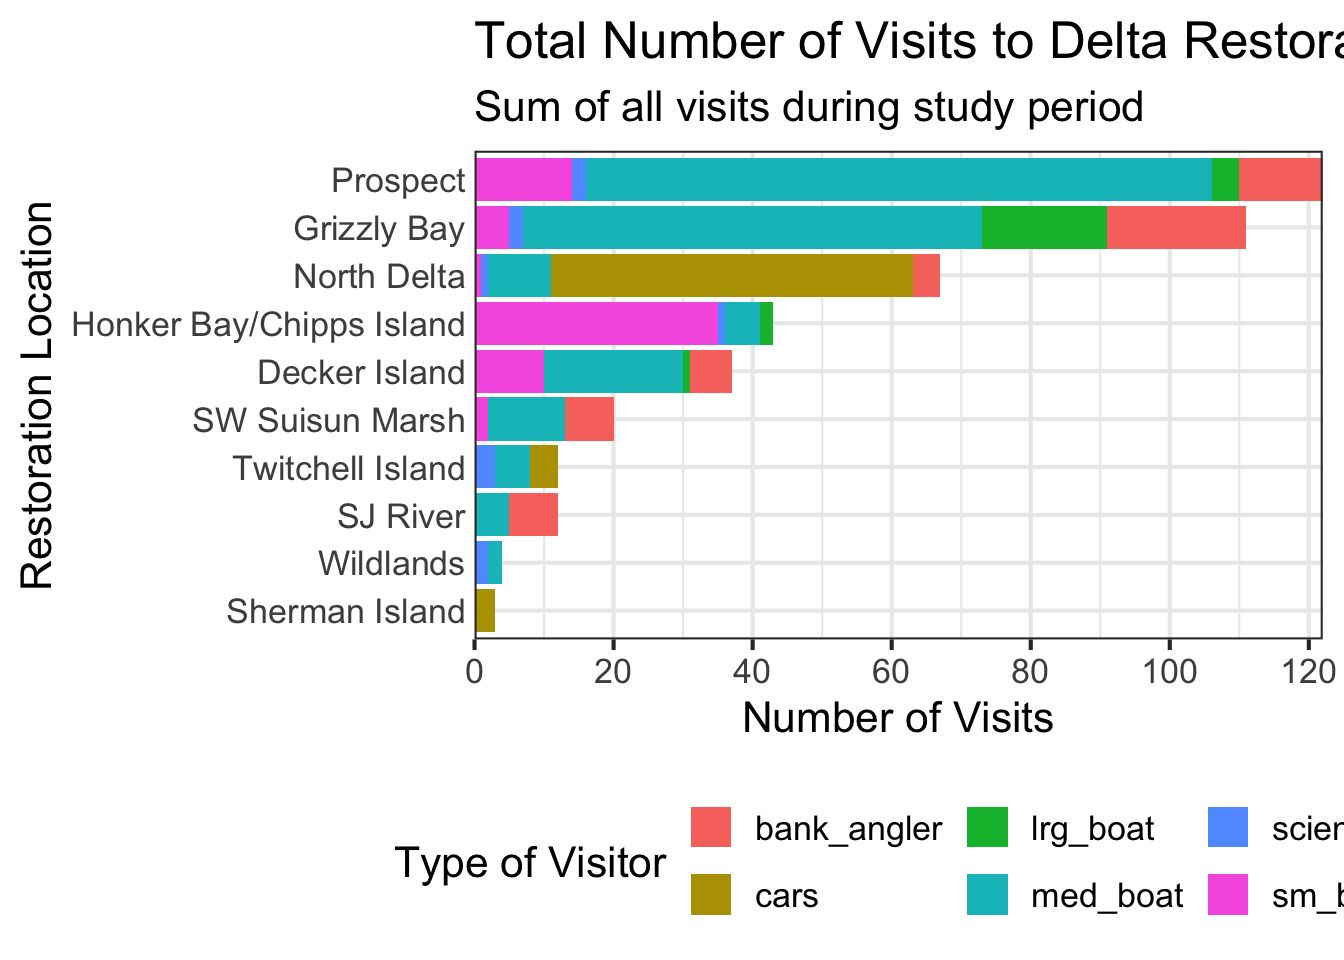 Total Number of Visits to Delta Restora
Sum of all visits during study period
Restoration Location
Prospect
Grizzly Bay
North Delta
Honker Bay/Chipps Island
Decker Island
SW Suisun Marsh
Twitchell Island
SJ River
Wildlands
Sherman Island
0 20 40 60 80 100 120
Number of Visits
Type of Visitor
bank_angler lrg_boat scien
cars med_boat sm_b